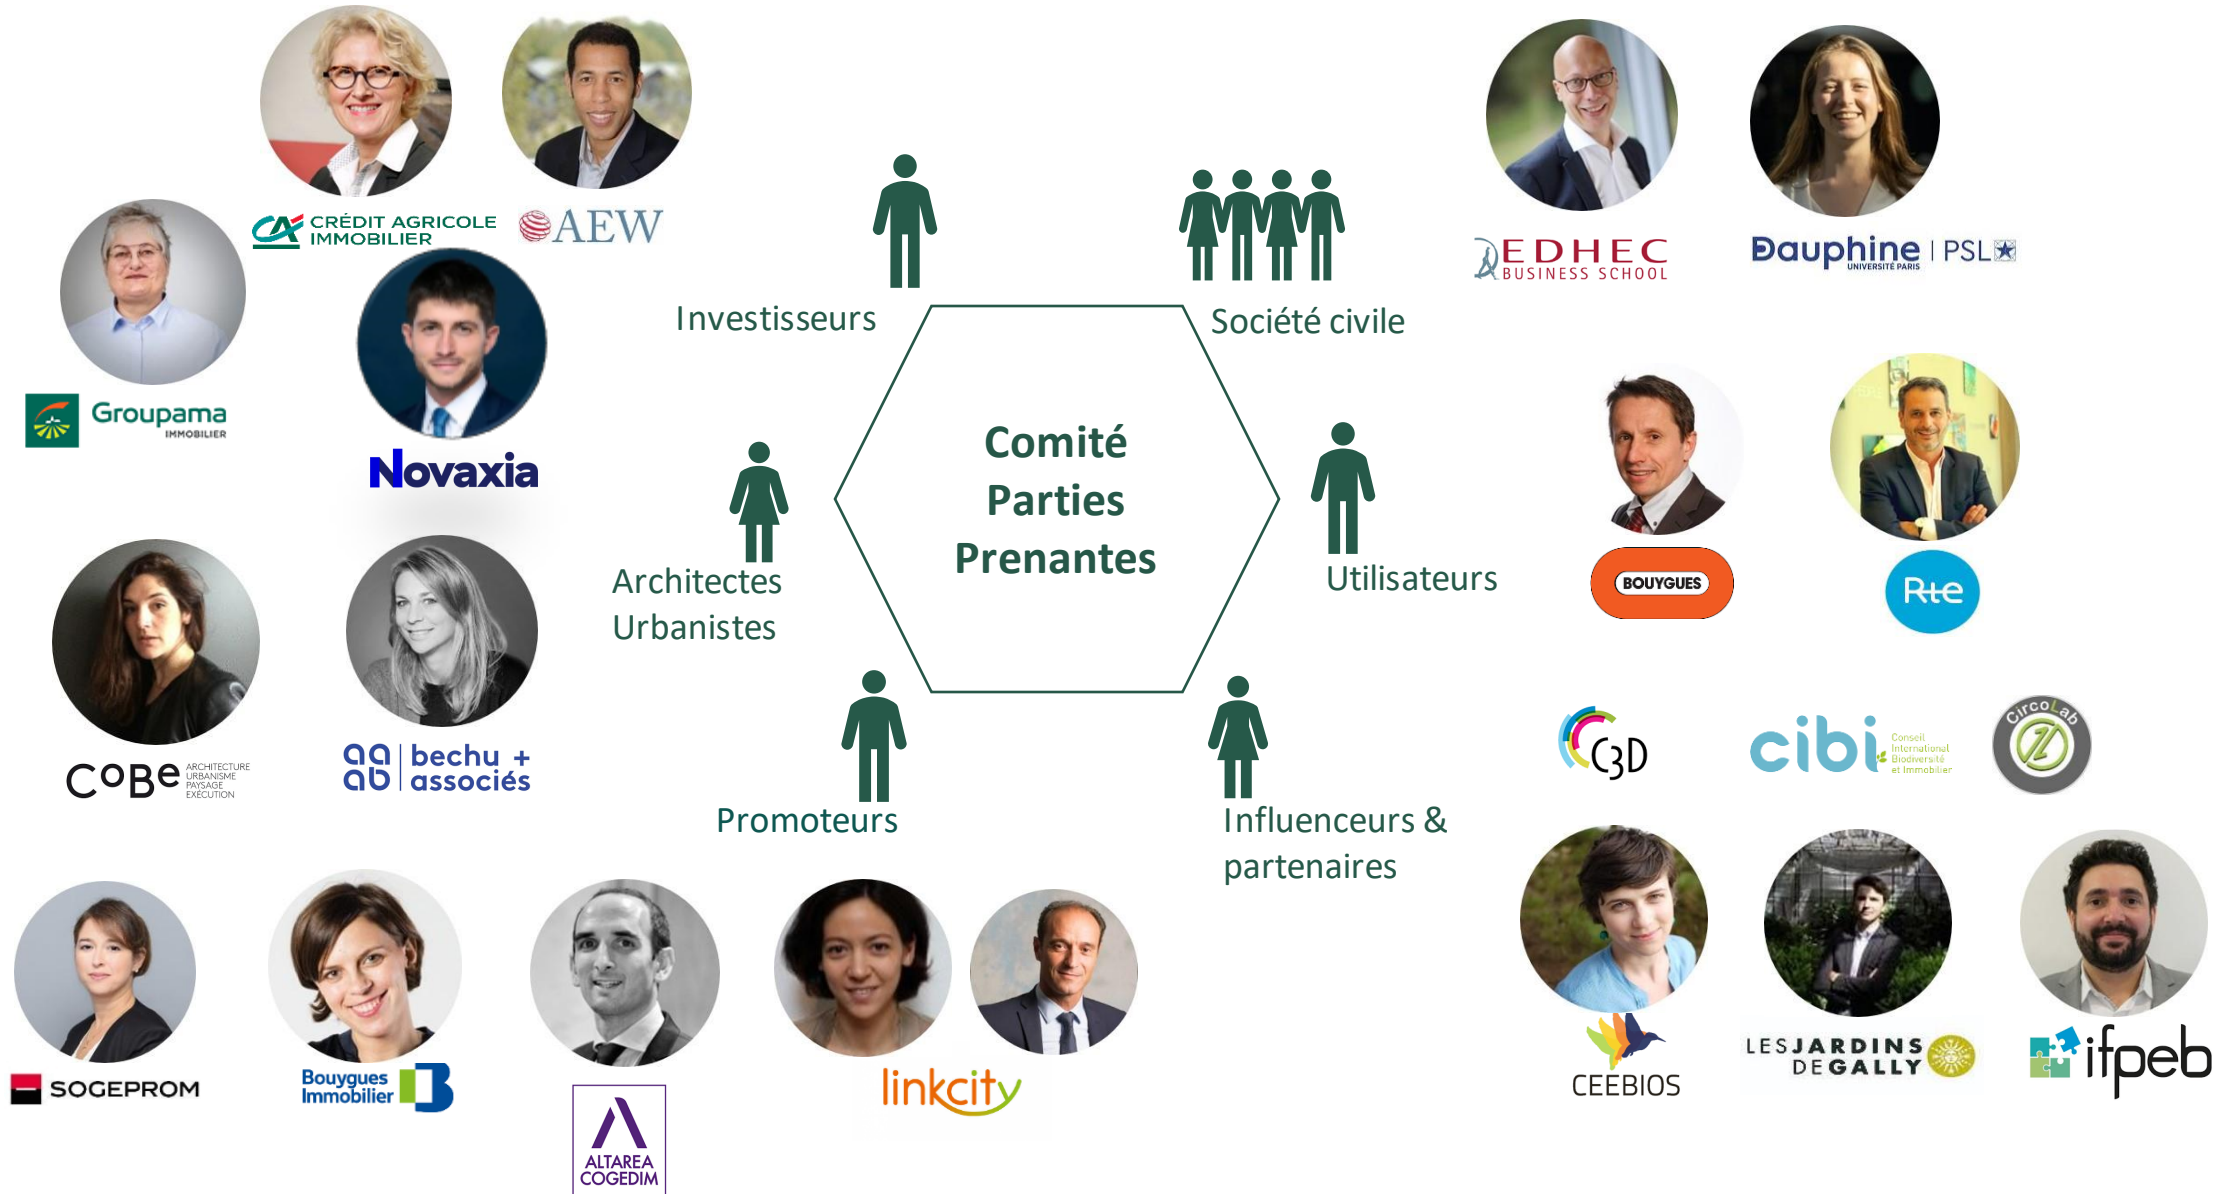 CRÉDIT AGRICOLE
IMMOBILIER
AEW
Groupama
IMMOBILIER
Novaxia
Investisseurs
Société civile
EDHEC
BUSINESS SCHOOL
Dauphine | PSL
UNIVERSITÉ PARIS
Comité
Parties
Prenantes
Architectes
Urbanistes
Utilisateurs
BOUYGUES
Rte
CoBe
ARCHITECTURE
URBANISME
PAYSAGE
EXÉCUTION
bechu +
associés
Promoteurs
Influenceurs &
partenaires
C3D
cibi
Conseil
International
Biodiversité
et Immobilier
CircoLab
SOGEPROM
Bouygues
Immobilier
ALTAREA
COGEDIM
linkcity
CEEBIOS
LES JARDINS
DE GALLY
ifpeb